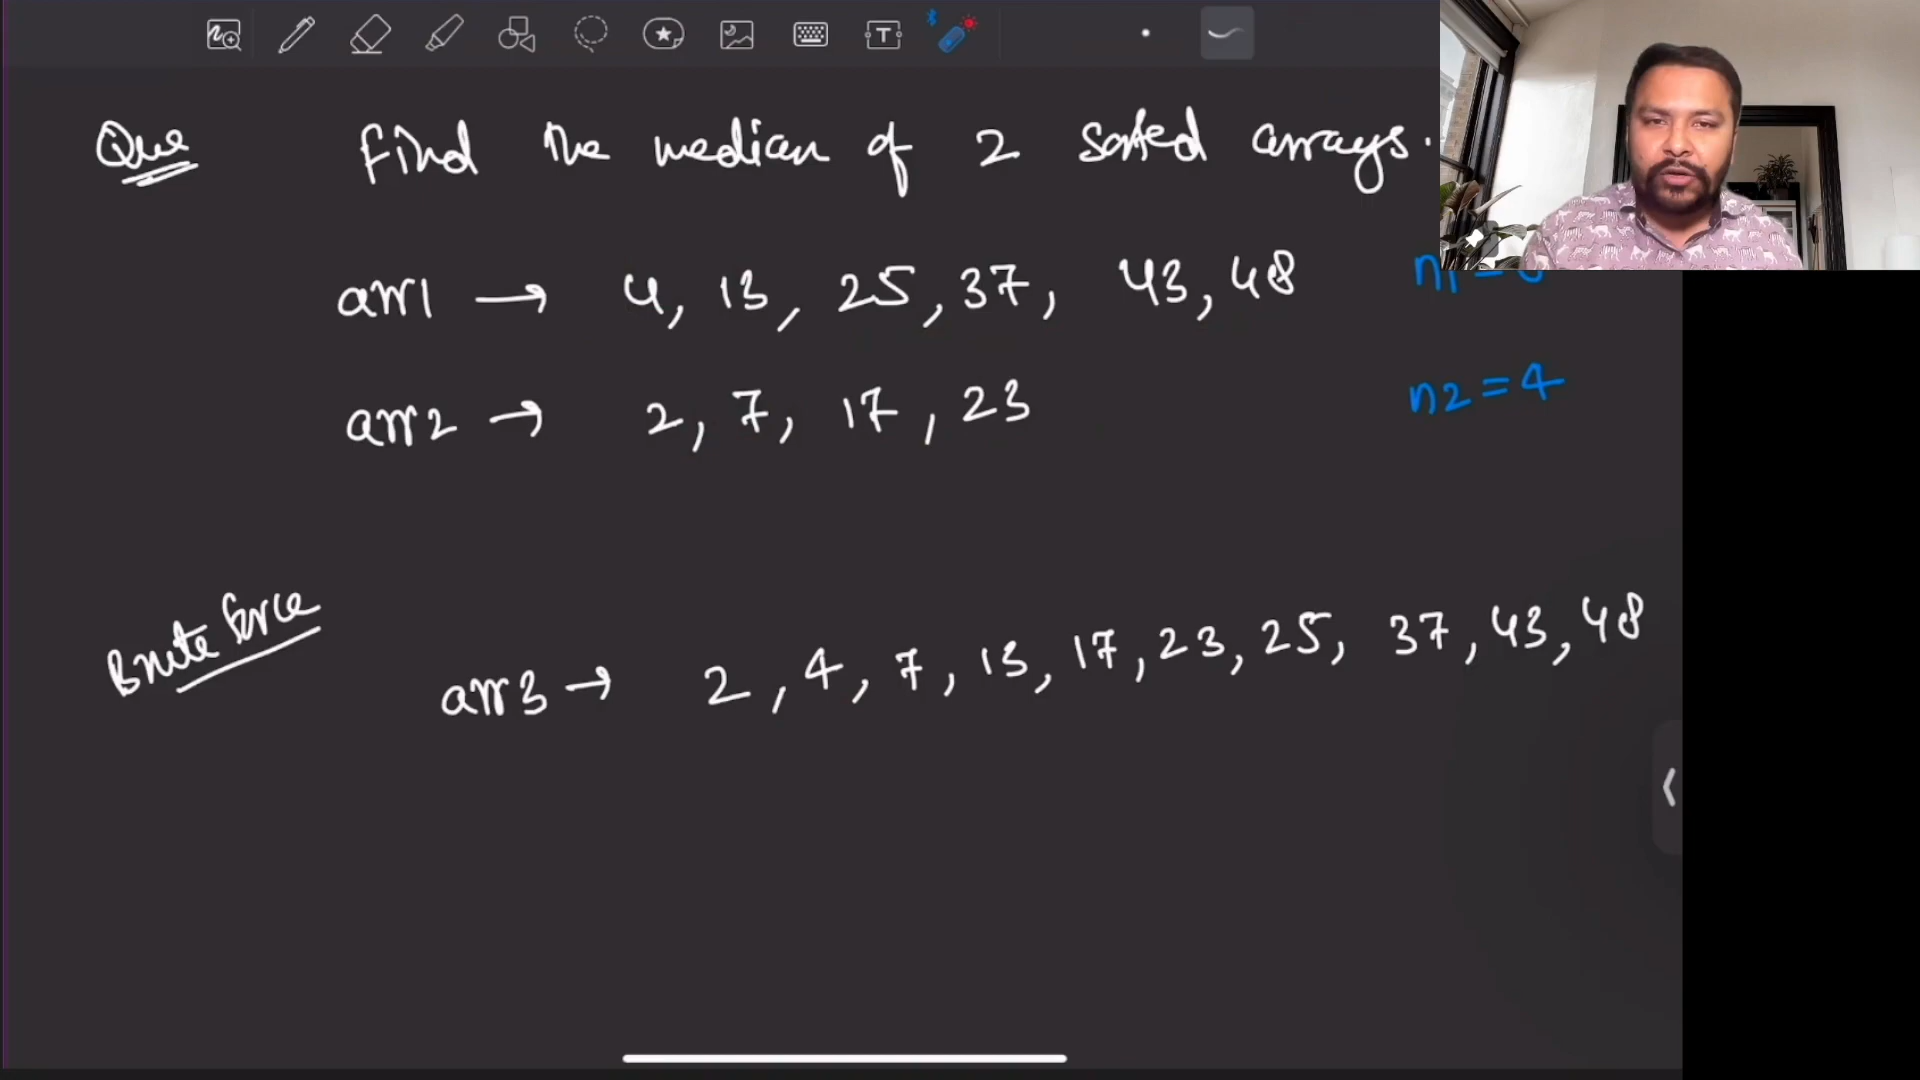 Que Find the median of 2 sorted arrays.
arr1 → 4, 13, 25, 37, 43, 48
arr2 → 2, 7, 17, 23 n2 = 4
Brute force
arr3 → 2, 4, 7, 13, 17, 23, 25, 37, 43, 48